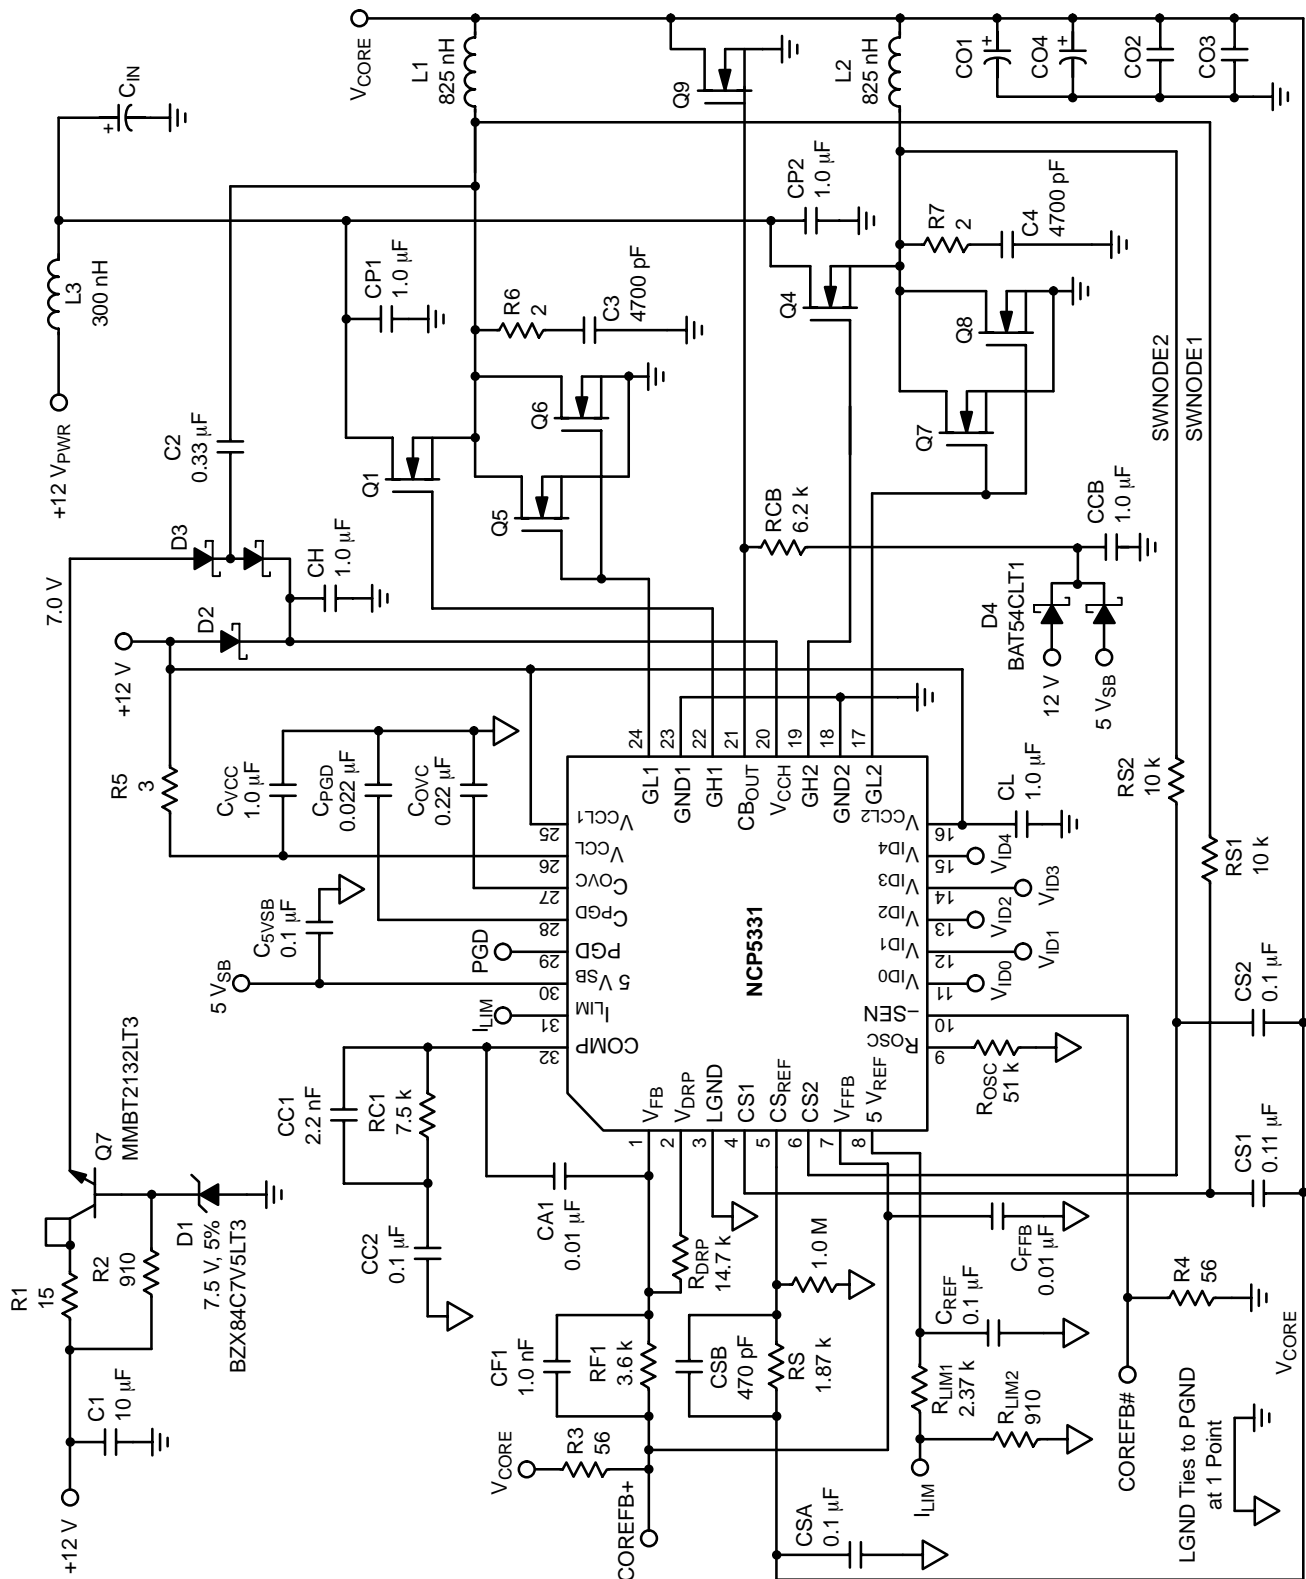 +12 V
C1
10 μF
R1
15
R2
910
D1
7.5 V, 5%
BZX84C7V5LT3
Q7
MMBT2132LT3
7.0 V
D3
C2
0.33 μF
+12 VPWR
L3
300 nH
CIN
+
VCORE
+12 V
D2
CH
1.0 μF
R5
3
CVCC
1.0 μF
CPGD
0.022 μF
COVC
0.22 μF
C5VSB
0.1 μF
5 VSB
PGD
ILIM
CC1
2.2 nF
RC1
7.5 k
CC2
0.1 μF
CA1
0.01 μF
CP1
1.0 μF
L1
825 nH
Q1
Q5
Q6
R6
2
C3
4700 pF
Q9
CP2
1.0 μF
Q4
L2
825 nH
CO1
+
CO4
+
CO2
CO3
R7
2
C4
4700 pF
Q7
Q8
RCB
6.2 k
CCB
1.0 μF
D4
BAT54CLT1
12 V
5 VSB
SWNODE2
SWNODE1
RS2
10 k
RS1
10 k
NCP5331
32
COMP
31
ILIM
30
5 VSB
29
PGD
28
CPGD
27
COVC
26
VCCL
25
VCCL1
24
GL1
23
GND1
22
GH1
21
CBOUT
20
VCCH
19
GH2
18
GND2
17
GL2
16
VCCL2
15
VID4
14
VID3
13
VID2
12
VID1
11
VID0
10
–SEN
9
ROSC
1
VFB
2
VDRP
3
LGND
4
CS1
5
CSREF
6
CS2
7
VFFB
8
5 VREF
VID4
VID3
VID2
VID1
VID0
CL
1.0 μF
ROSC
51 k
CS2
0.1 μF
CS1
0.11 μF
CF1
1.0 nF
RF1
3.6 k
RDRP
14.7 k
1.0 M
CSB
470 pF
RS
1.87 k
VCORE
R3
56
COREFB+
CSA
0.1 μF
CFFB
0.01 μF
CREF
0.1 μF
RLIM1
2.37 k
RLIM2
910
ILIM
R4
56
COREFB#
VCORE
LGND Ties to PGND
at 1 Point